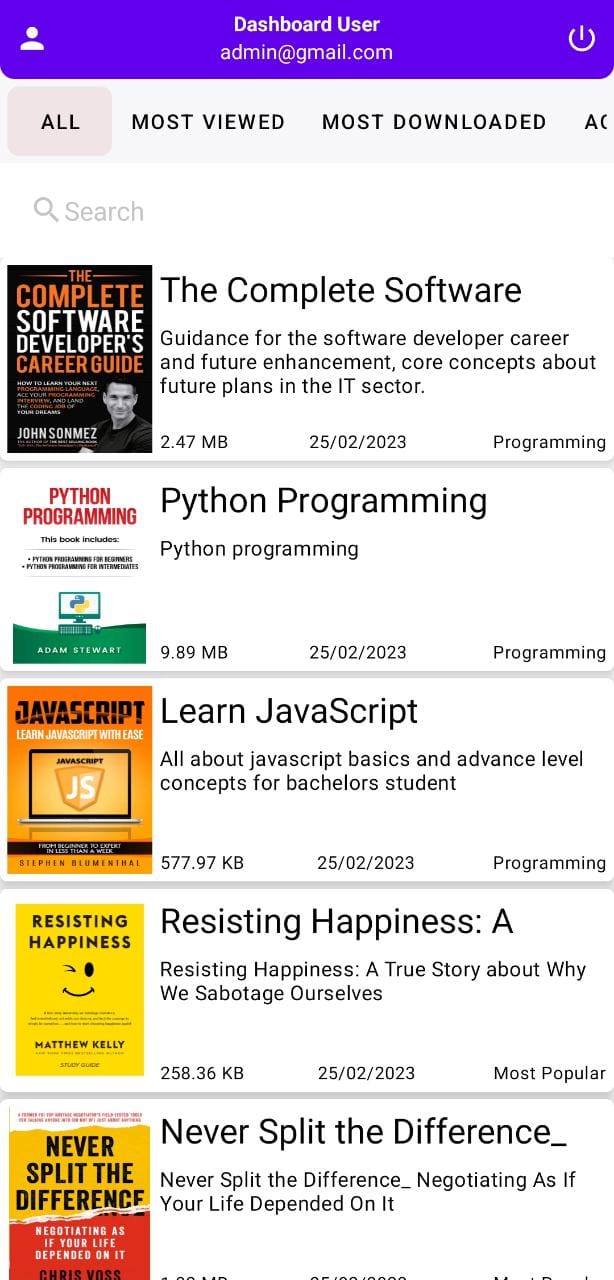 Dashboard User
admin@gmail.com
ALL MOST VIEWED MOST DOWNLOADED
Search
THE
COMPLETE
SOFTWARE
DEVELOPER'S
CAREER GUIDE
HOW TO LEARN YOUR NEXT
PROGRAMMING LANGUAGE,
ACE YOUR PROGRAMMING
INTERVIEW, AND LAND
THE CODING JOB OF
YOUR DREAMS
JOHN SONMEZ
The Complete Software
Guidance for the software developer career
and future enhancement, core concepts about
future plans in the IT sector.
2.47 MB 25/02/2023 Programming
PYTHON
PROGRAMMING
This book includes:
• PYTHON PROGRAMMING FOR BEGINNERS
• PYTHON PROGRAMMING FOR INTERMEDIATES
ADAM STEWART
Python Programming
Python programming
9.89 MB 25/02/2023 Programming
JAVASCRIPT
LEARN JAVASCRIPT WITH EASE
JAVASCRIPT
JS
FROM BEGINNER TO EXPERT
IN LESS THAN A WEEK
STEPHEN BLUMENTHAL
Learn JavaScript
All about javascript basics and advance level
concepts for bachelors student
577.97 KB 25/02/2023 Programming
RESISTING
HAPPINESS
MATTHEW KELLY
NEW YORK TIMES BESTSELLING AUTHOR
STUDY GUIDE
Resisting Happiness: A
Resisting Happiness: A True Story about Why
We Sabotage Ourselves
258.36 KB 25/02/2023 Most Popular
NEVER
SPLIT THE
DIFFERENCE
NEGOTIATING AS
IF YOUR LIFE
DEPENDED ON IT
CHRIS VOSS
Never Split the Difference_
Never Split the Difference_ Negotiating As If
Your Life Depended On It